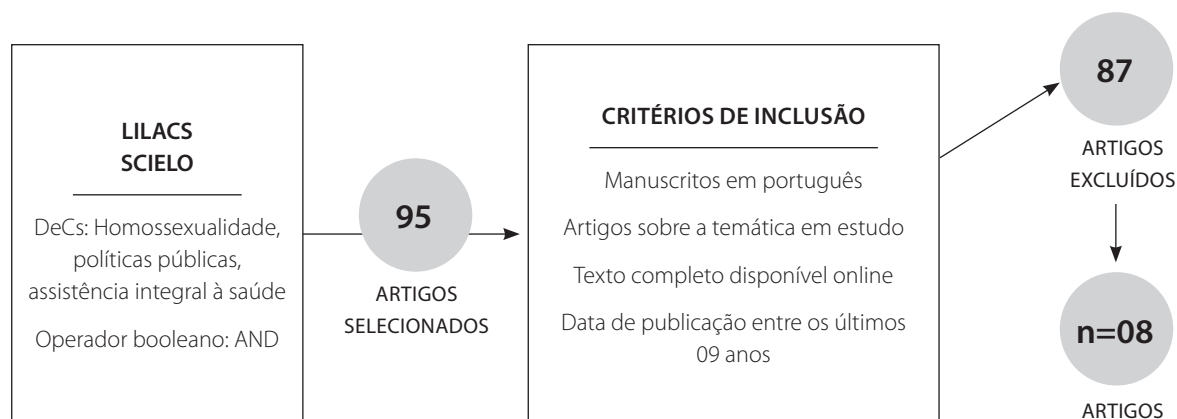 LILACS
SCIELO
DeCs: Homossexualidade,
políticas públicas,
assistência integral à saúde
Operador booleano: AND
95
ARTIGOS
SELECIONADOS
CRITÉRIOS DE INCLUSÃO
Manuscritos em português
Artigos sobre a temática em estudo
Texto completo disponível online
Data de publicação entre os últimos
09 anos
87
ARTIGOS
EXCLUÍDOS
n=08
ARTIGOS